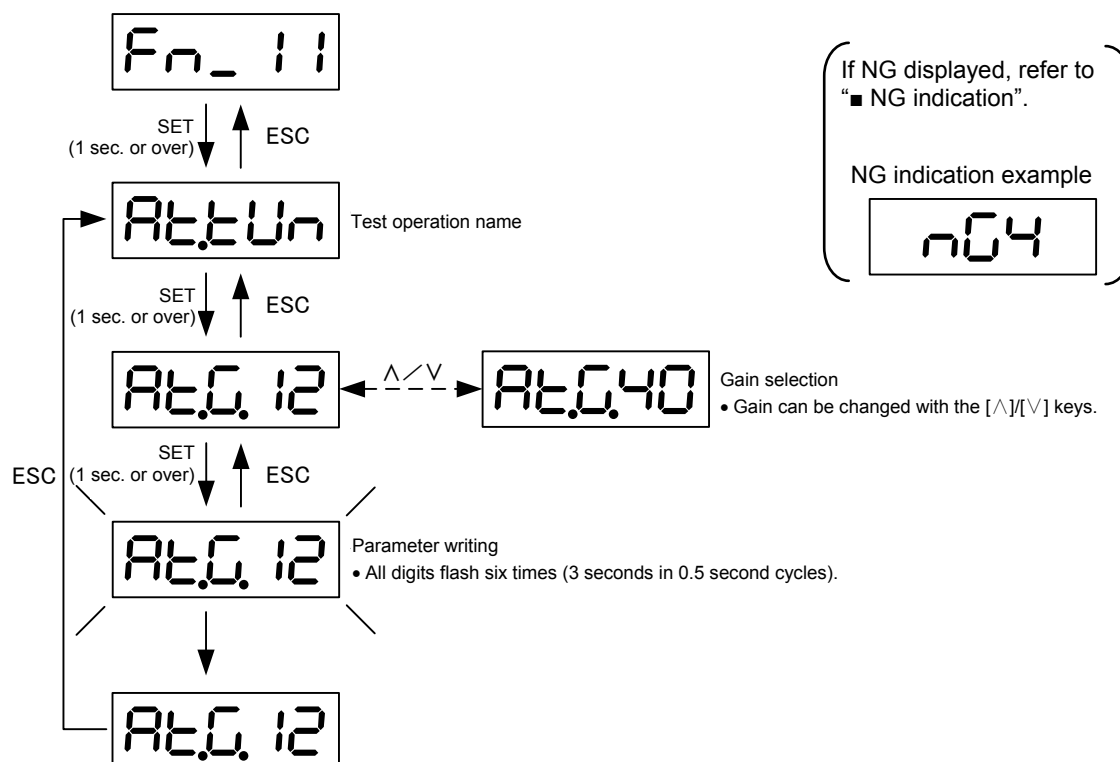 Fn_ 11
SET
(1 sec. or over)
ESC
At.tUn
Test operation name
SET
(1 sec. or over)
ESC
At.G. 12
∧/∨
At.G.40
Gain selection
• Gain can be changed with the [∧]/[∨] keys.
SET
(1 sec. or over)
ESC
ESC
At.G. 12
Parameter writing
• All digits flash six times (3 seconds in 0.5 second cycles).
At.G. 12
If NG displayed, refer to
“■ NG indication”.
NG indication example
nG4